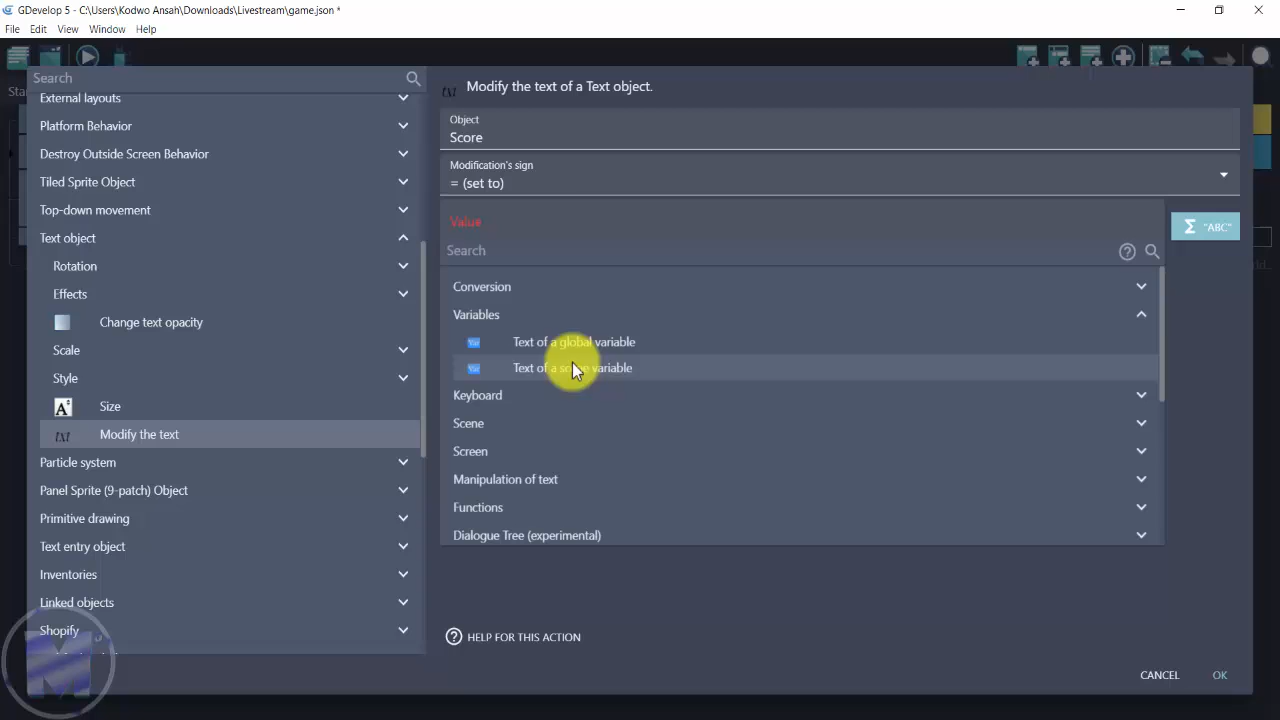 GDevelop 5 - C:\Users\Kodwo Ansah\Downloads\Livestream\game.json *
File Edit View Window Help
Search
External layouts
Platform Behavior
Destroy Outside Screen Behavior
Tiled Sprite Object
Top-down movement
Text object
Rotation
Effects
Change text opacity
Scale
Style
A Size
txt Modify the text
Particle system
Panel Sprite (9-patch) Object
Primitive drawing
Text entry object
Inventories
Linked objects
Shopify
txt Modify the text of a Text object.
Object
Score
Modification's sign
= (set to)
Value
Σ "ABC"
Search
Conversion
Variables
Var Text of a global variable
Var Text of a scene variable
Keyboard
Scene
Screen
Manipulation of text
Functions
Dialogue Tree (experimental)
HELP FOR THIS ACTION
CANCEL OK
M